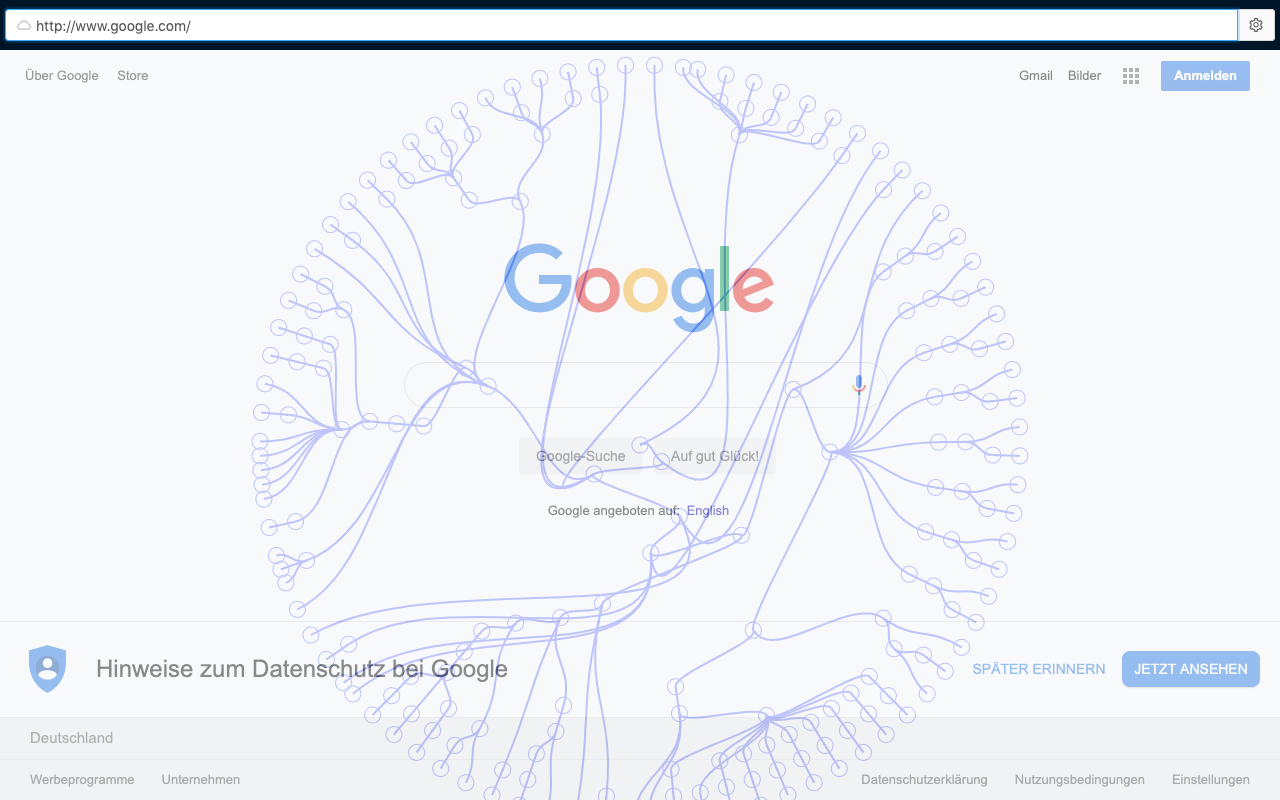 http://www.google.com/
Über Google Store Gmail Bilder Anmelden
Google
Google-Suche Auf gut Glück!
Google angeboten auf: English
Hinweise zum Datenschutz bei Google SPÄTER ERINNERN JETZT ANSEHEN
Deutschland
Werbeprogramme Unternehmen Datenschutzerklärung Nutzungsbedingungen Einstellungen